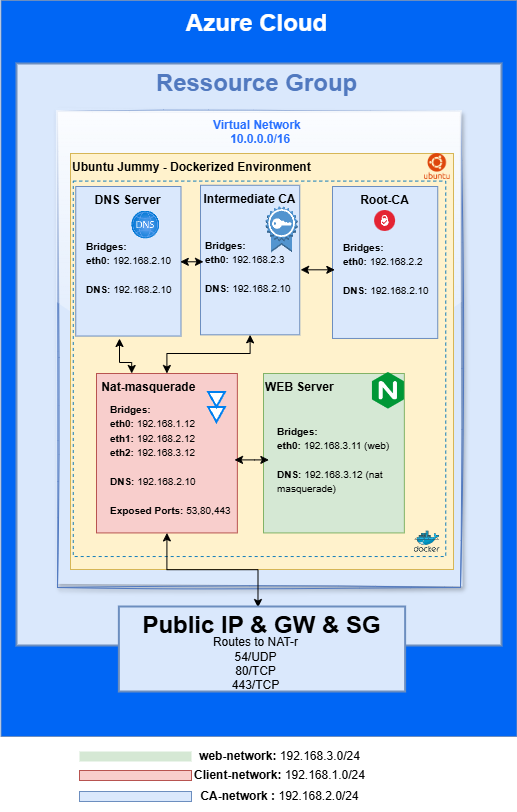 Azure Cloud
Ressource Group
Virtual Network
10.0.0.0/16
Ubuntu Jummy - Dockerized Environment
ubuntu
DNS Server
DNS
Bridges:
eth0: 192.168.2.10
DNS: 192.168.2.10
Intermediate CA
Bridges:
eth0: 192.168.2.3
DNS: 192.168.2.10
Root-CA
Bridges:
eth0: 192.168.2.2
DNS: 192.168.2.10
Nat-masquerade
Bridges:
eth0: 192.168.1.12
eth1: 192.168.2.12
eth2: 192.168.3.12
DNS: 192.168.2.10
Exposed Ports: 53,80,443
WEB Server
N
Bridges:
eth0: 192.168.3.11 (web)
DNS: 192.168.3.12 (nat
masquerade)
docker
Public IP & GW & SG
Routes to NAT-r
54/UDP
80/TCP
443/TCP
web-network: 192.168.3.0/24
Client-network: 192.168.1.0/24
CA-network : 192.168.2.0/24